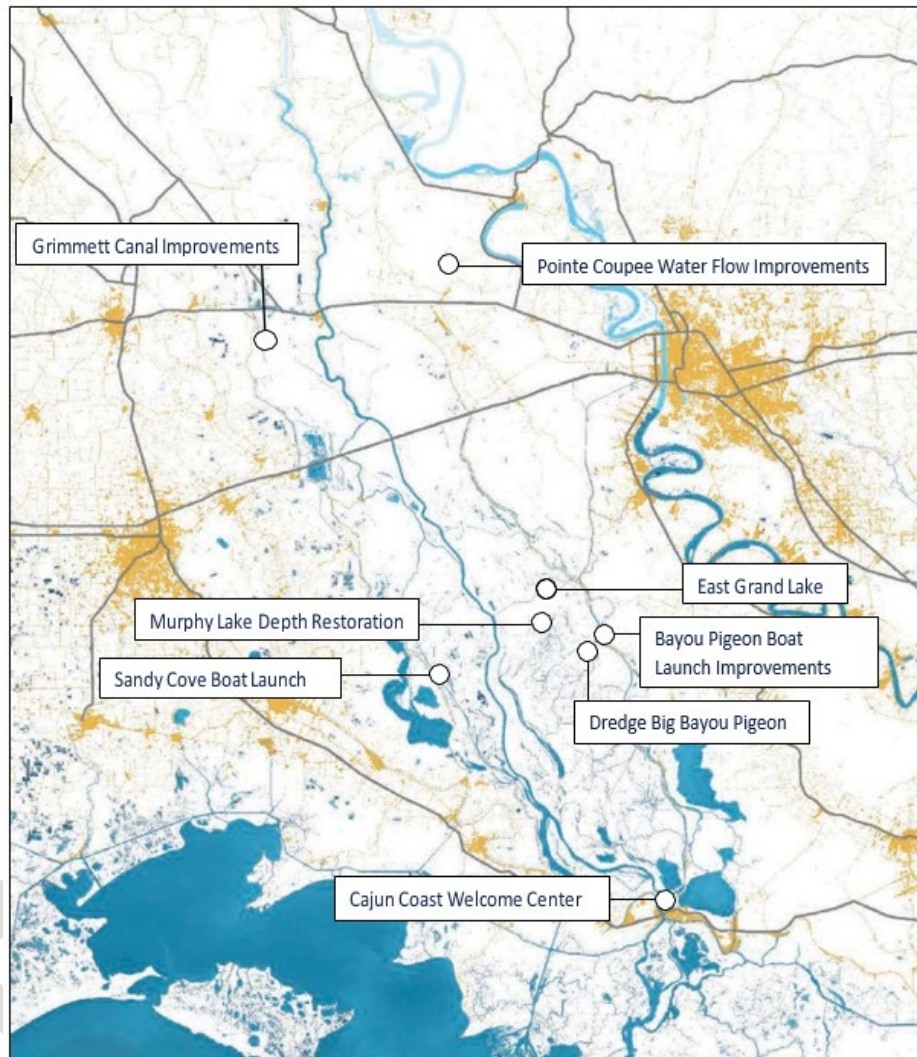 Grimmett Canal Improvements
Pointe Coupee Water Flow Improvements
East Grand Lake
Murphy Lake Depth Restoration
Bayou Pigeon Boat
Launch Improvements
Sandy Cove Boat Launch
Dredge Big Bayou Pigeon
Cajun Coast Welcome Center